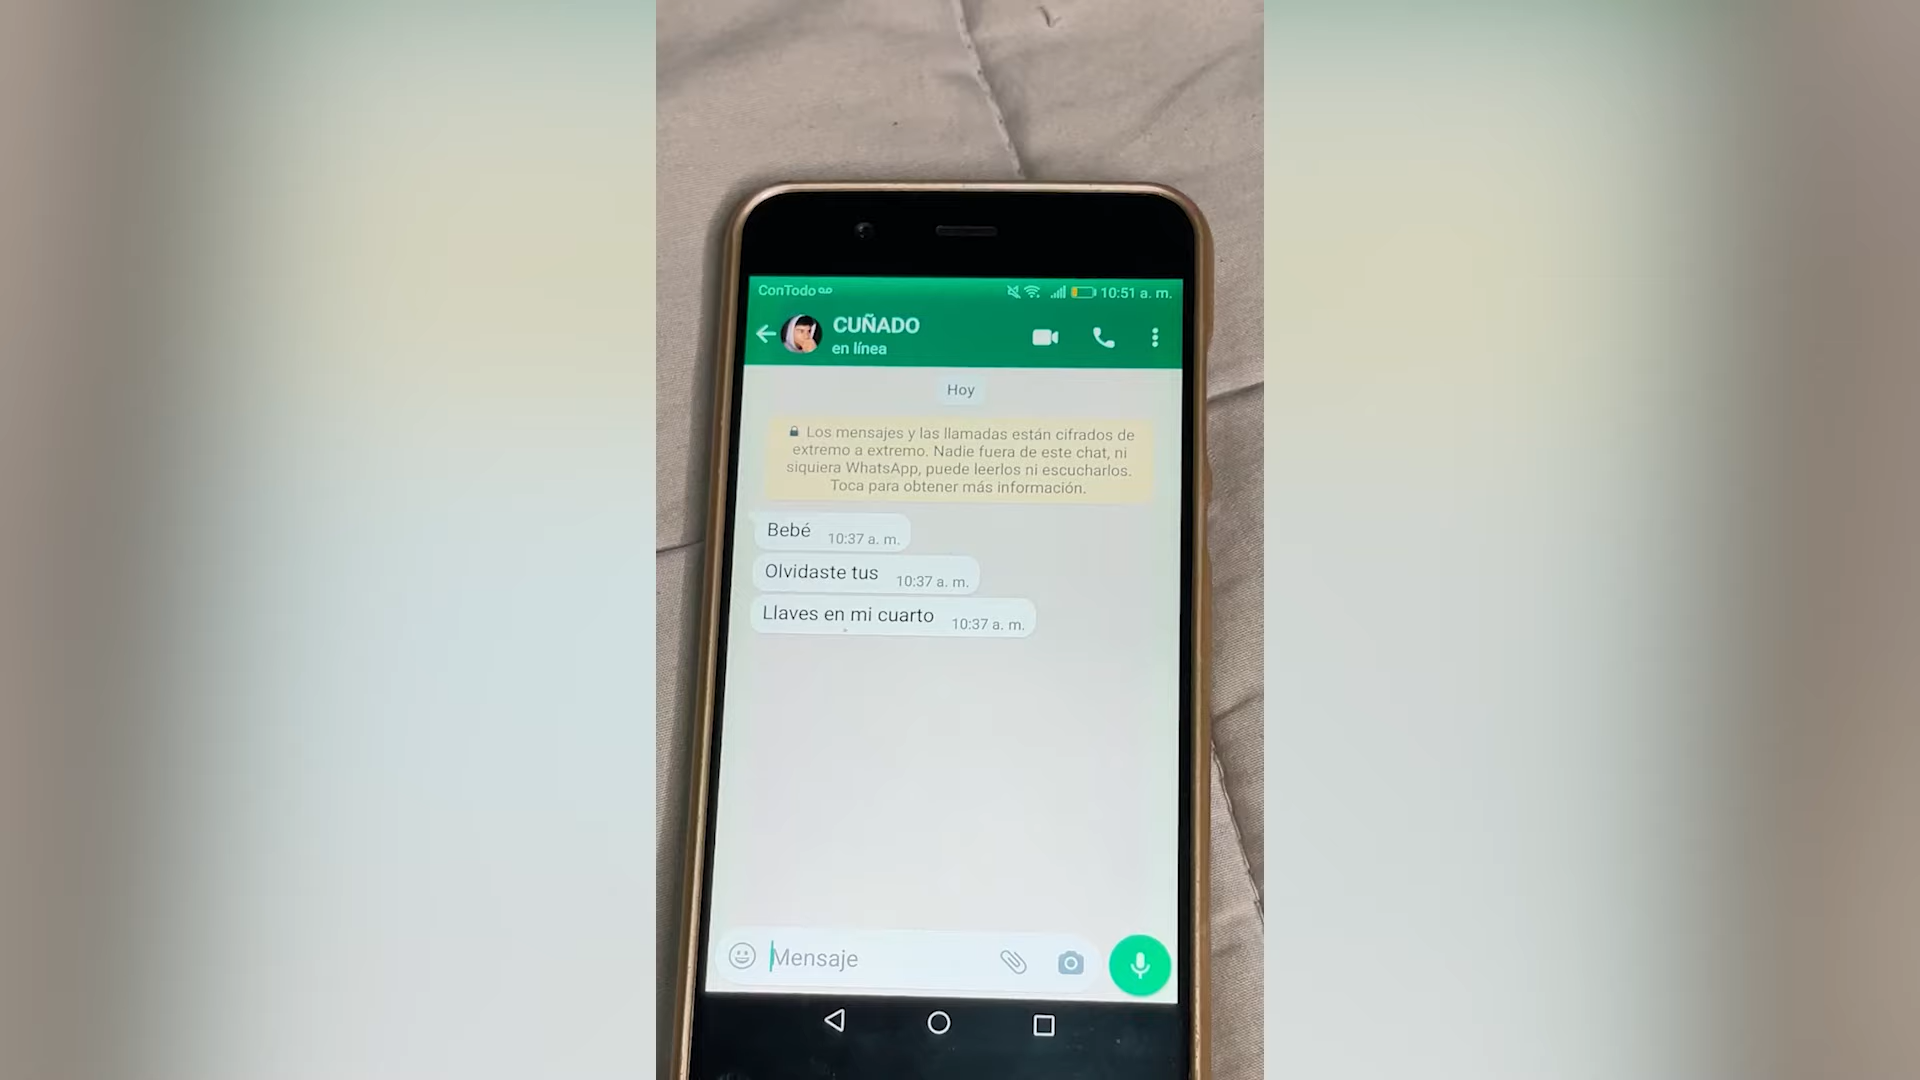 ConTodo
10:51 a. m.
CUÑADO
en línea
Hoy
Los mensajes y las llamadas están cifrados de
extremo a extremo. Nadie fuera de este chat, ni
siquiera WhatsApp, puede leerlos ni escucharlos.
Toca para obtener más información.
Bebé 10:37 a. m.
Olvidaste tus 10:37 a. m.
Llaves en mi cuarto 10:37 a. m.
Mensaje